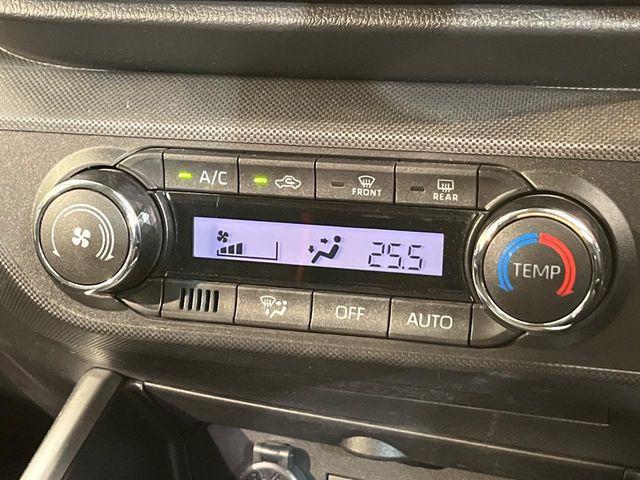 A/C
FRONT
REAR
25.5
TEMP
OFF
AUTO